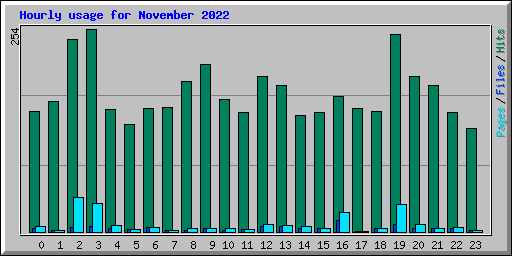 Hourly usage for November 2022
254
Pages/Files/Hits
0 1 2 3 4 5 6 7 8 9 10 11 12 13 14 15 16 17 18 19 20 21 22 23